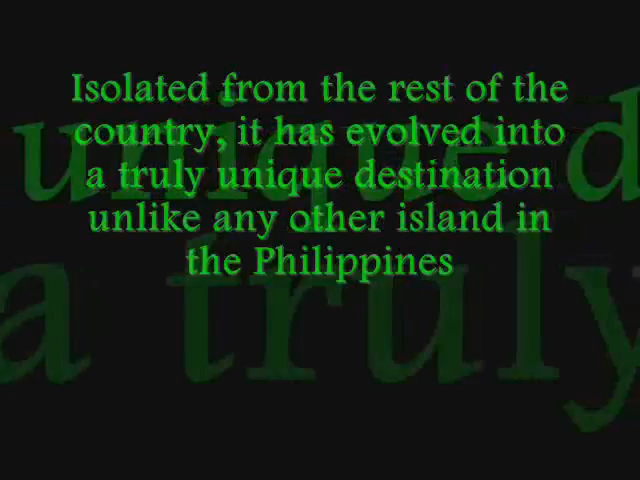 Isolated from the rest of the
country, it has evolved into
a truly unique destination
unlike any other island in
the Philippines
unique d
a truly